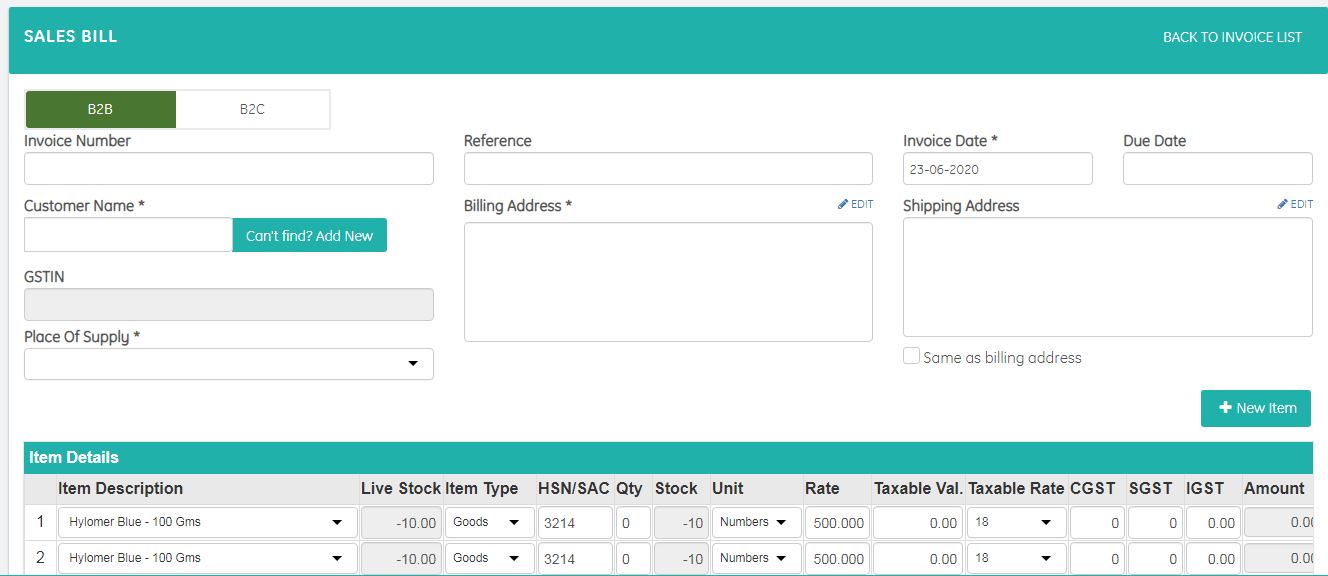 SALES BILL BACK TO INVOICE LIST
B2B B2C
Invoice Number Reference Invoice Date * Due Date
23-06-2020
Customer Name * Billing Address * EDIT Shipping Address EDIT
Can't find? Add New
GSTIN
Place Of Supply *
Same as billing address
New Item
Item Details
Item Description Live Stock Item Type HSN/SAC Qty Stock Unit Rate Taxable Val. Taxable Rate CGST SGST IGST Amount
1 Hylomer Blue - 100 Gms -10.00 Goods 3214 0 -10 Numbers 500.000 0.00 18 0 0 0.00 0.00
2 Hylomer Blue - 100 Gms -10.00 Goods 3214 0 -10 Numbers 500.000 0.00 18 0 0 0.00 0.00